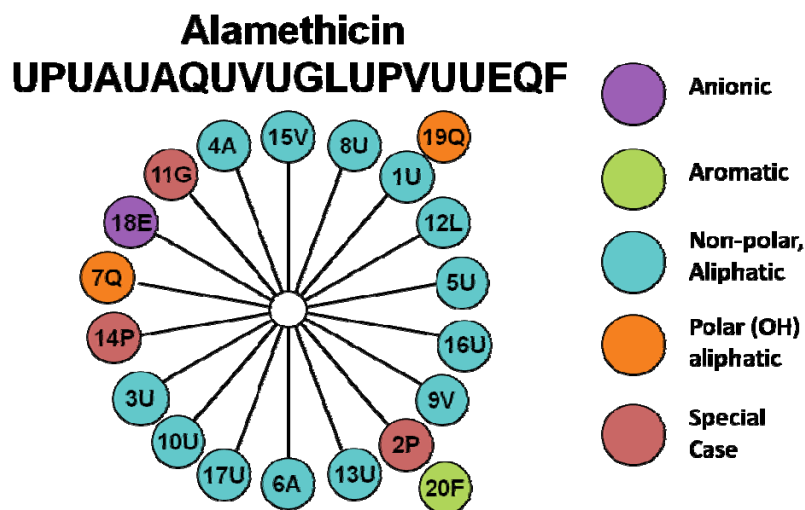 Alamethicin
UPUAUAQUVUGLUPVUUEQF
4A
15V
8U
19Q
11G
1U
18E
12L
7Q
5U
14P
16U
3U
9V
10U
2P
17U
6A
13U
20F
Anionic
Aromatic
Non-polar,
Aliphatic
Polar (OH)
aliphatic
Special
Case